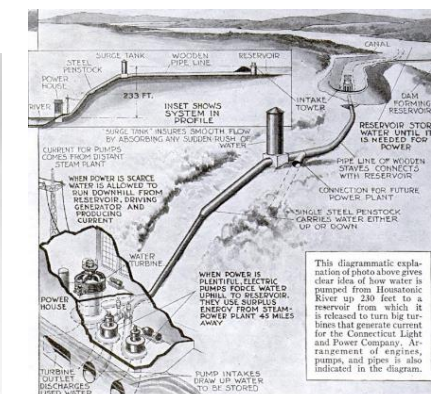 SURGE TANK
WOODEN
PIPE LINE
RESERVOIR
CANAL
STEEL
PENSTOCK
POWER
HOUSE
RIVER
233 FT.
INSET SHOWS
SYSTEM IN
PROFILE
INTAKE
TOWER
DAM
FORMING
RESERVOIR
"SURGE TANK" INSURES SMOOTH FLOW
BY ABSORBING ANY SUDDEN RUSH OF
WATER
RESERVOIR STOR
WATER UNTIL IT
IS NEEDED FOR
POWER
CURRENT FOR PUMPS
COMES FROM DISTANT
STEAM PLANT
PIPE LINE OF WOODEN
STAVES CONNECTS
WITH RESERVOIR
WHEN POWER IS SCARCE
WATER IS ALLOWED TO
RUN DOWNHILL FROM
RESERVOIR, DRIVING
GENERATOR AND
PRODUCING
CURRENT
CONNECTION FOR FUTURE
POWER PLANT
SINGLE STEEL PENSTOCK
CARRIES WATER EITHER
UP OR DOWN
WATER
TURBINE
WHEN POWER IS
PLENTIFUL, ELECTRIC
PUMPS FORCE WATER
UPHILL TO RESERVOIR.
THEY USE SURPLUS
ENERGY FROM STEAM-
POWER PLANT 45 MILES
AWAY
POWER
HOUSE
This diagrammatic expla-
nation of photo above gives
clear idea of how water is
pumped from Housatonic
River up 230 feet to a
reservoir from which it
is released to turn big tur-
bines that generate current
for the Connecticut Light
and Power Company. Ar-
rangement of engines,
pumps, and pipes is also
indicated in the diagram.
TURBINE
OUTLET
DISCHARGES
USED WATER
PUMP INTAKES
DRAW UP WATER
TO BE STORED